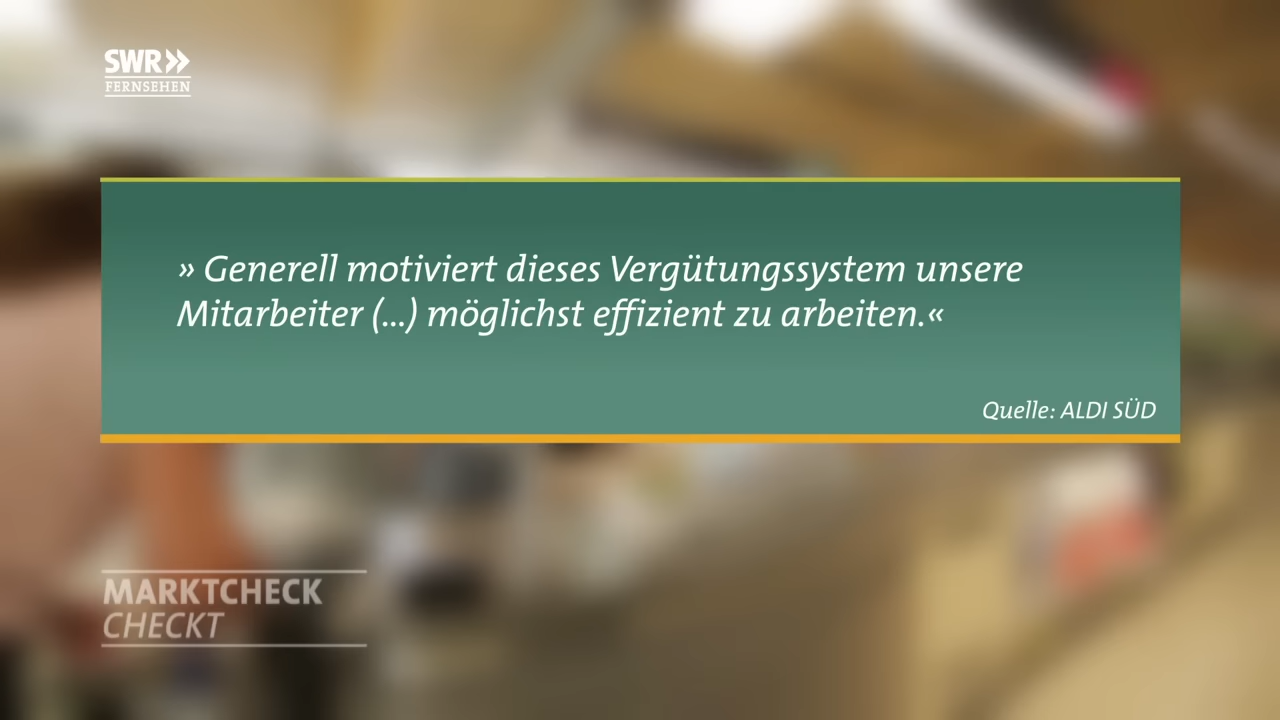 SWR»
FERNSEHEN
» Generell motiviert dieses Vergütungssystem unsere
Mitarbeiter (...) möglichst effizient zu arbeiten.«
Quelle: ALDI SÜD
MARKTCHECK
CHECKT